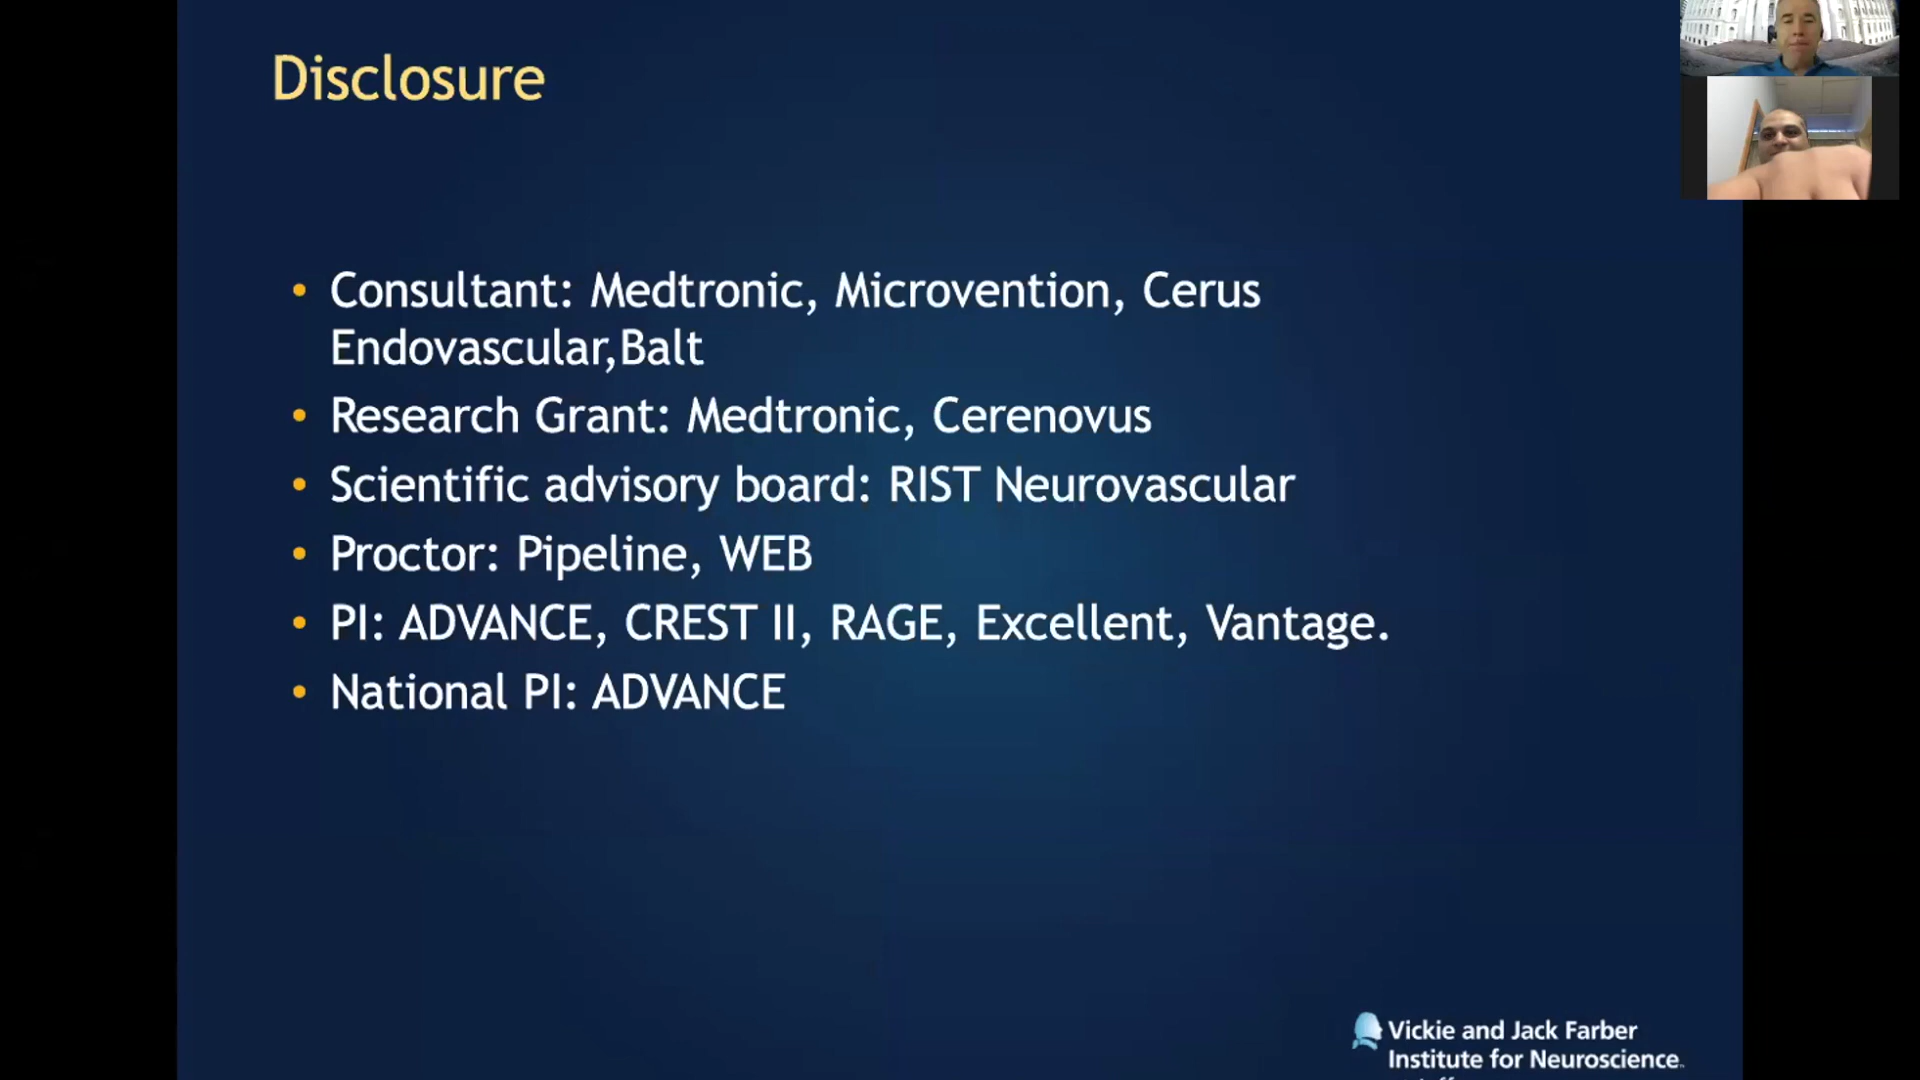 Disclosure
• Consultant: Medtronic, Microvention, Cerus
Endovascular,Balt
• Research Grant: Medtronic, Cerenovus
• Scientific advisory board: RIST Neurovascular
• Proctor: Pipeline, WEB
• PI: ADVANCE, CREST II, RAGE, Excellent, Vantage.
• National PI: ADVANCE
Vickie and Jack Farber
Institute for Neuroscience